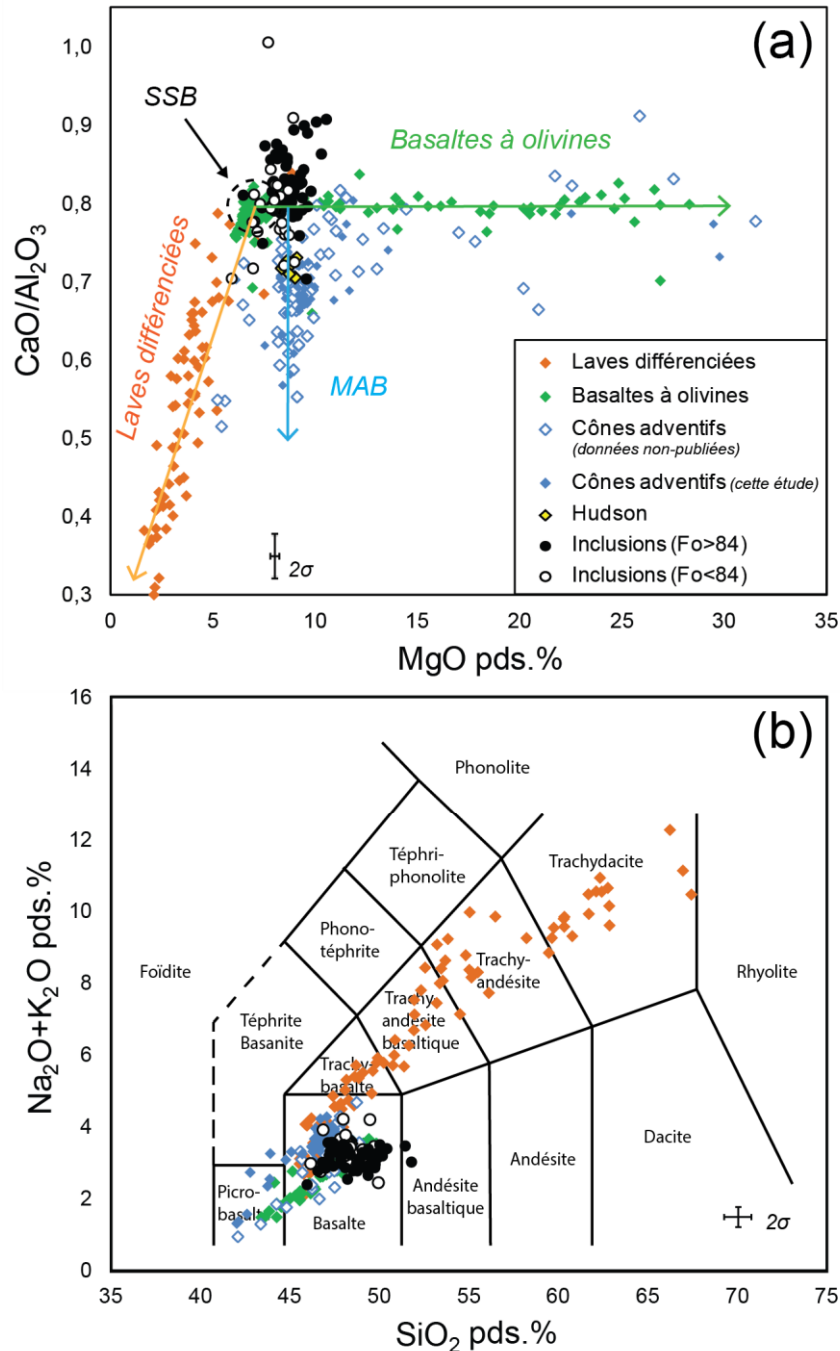 (a)
1,0
0,9
0,8
0,7
0,6
0,5
0,4
0,3
CaO/Al₂O₃
SSB
Basaltes à olivines
Laves différenciées
MAB
2σ
Laves différenciées
Basaltes à olivines
Cônes adventifs
(données non-publiées)
Cônes adventifs (cette étude)
Hudson
Inclusions (Fo>84)
Inclusions (Fo<84)
0 5 10 15 20 25 30 35
MgO pds.%
(b)
16
14
12
10
8
6
4
2
0
Na₂O+K₂O pds.%
Phonolite
Téphri-
phonolite
Trachydacite
Phono-
téphrite
Foïdite
Trachy-
andésite
Rhyolite
Téphrite
Basanite
Trachy-
andésite
basaltique
Trachy-
basalte
Dacite
Andésite
Picro-
basalte
Basalte
Andésite
basaltique
2σ
35 40 45 50 55 60 65 70 75
SiO₂ pds.%